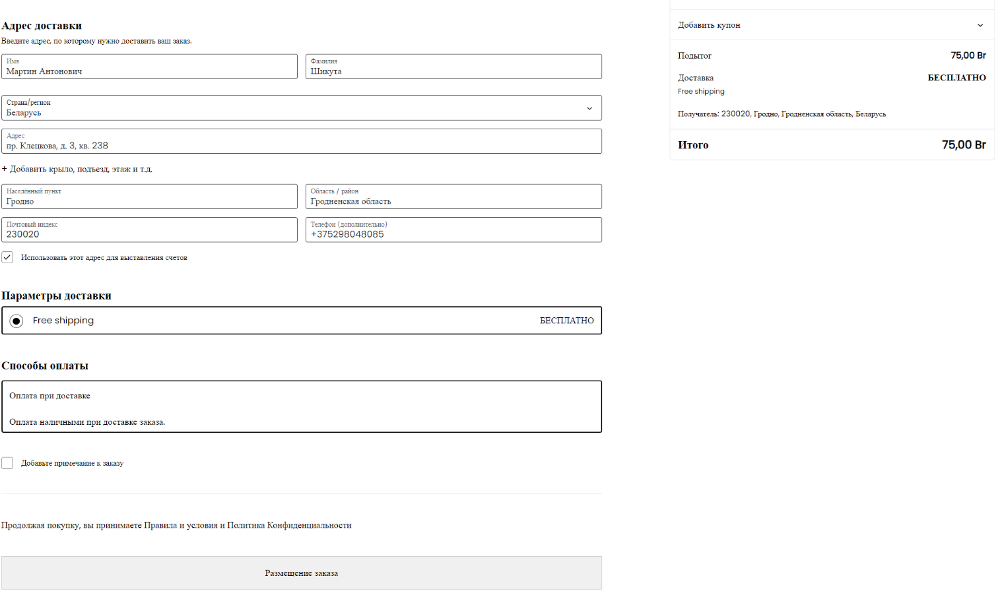 Адрес доставки
Введите адрес, по которому нужно доставить ваш заказ.
Имя
Мартин Антонович
Фамилия
Шикута
Страна/регион
Беларусь
Адрес
пр. Клецкова, д. 3, кв. 238
+ Добавить крыло, подъезд, этаж и т.д.
Населённый пункт
Гродно
Область / район
Гродненская область
Почтовый индекс
230020
Телефон (дополнительно)
+375298048085
Использовать этот адрес для выставления счетов
Параметры доставки
Free shipping БЕСПЛАТНО
Способы оплаты
Оплата при доставке
Оплата наличными при доставке заказа.
Добавьте примечание к заказу
Продолжая покупку, вы принимаете Правила и условия и Политика Конфиденциальности
Размещение заказа
Добавить купон
Подытог 75,00 Br
Доставка БЕСПЛАТНО
Free shipping
Получатель: 230020, Гродно, Гродненская область, Беларусь
Итого 75,00 Br